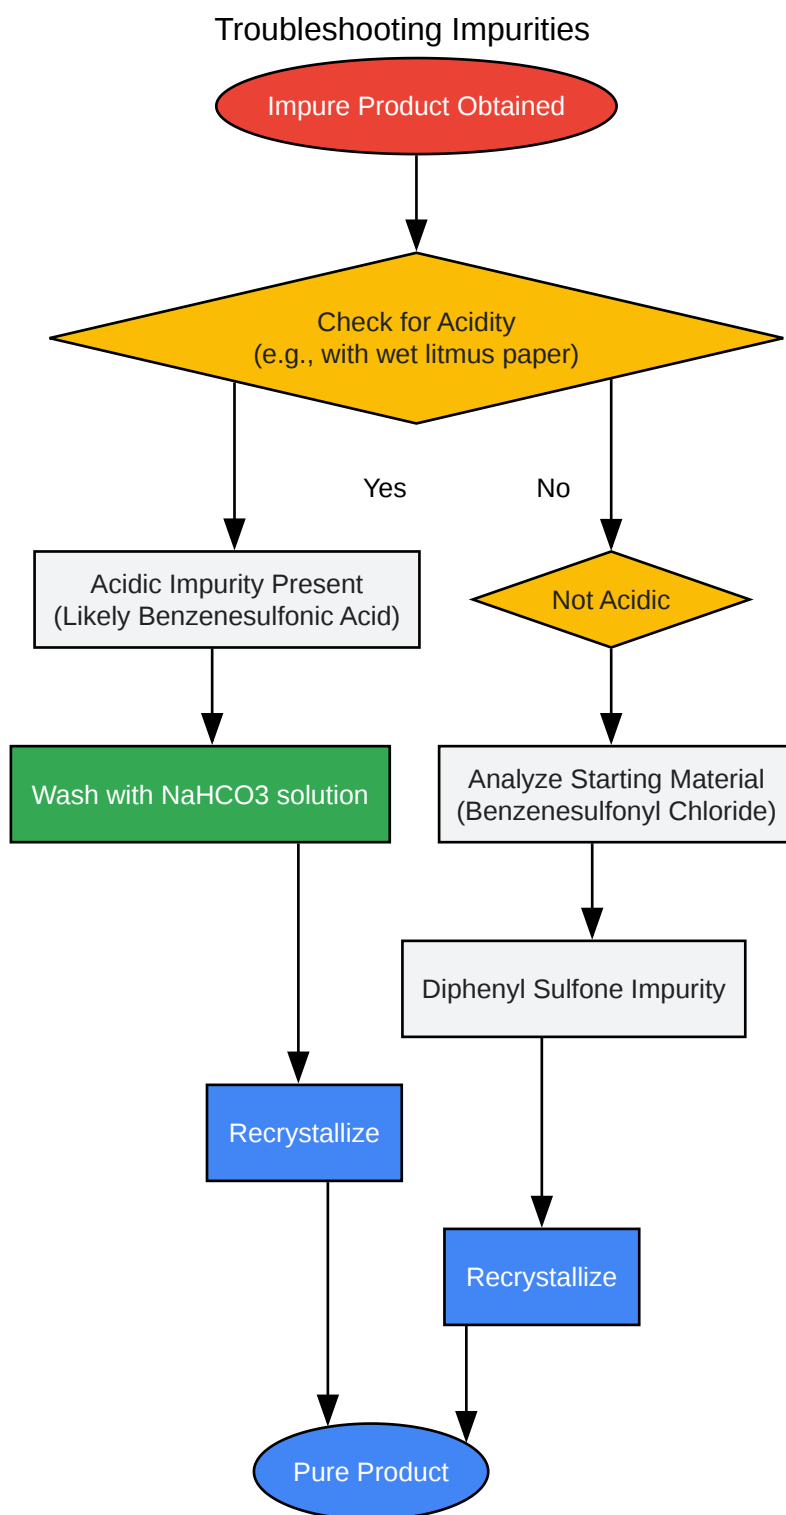 Troubleshooting Impurities
Impure Product Obtained
Check for Acidity
(e.g., with wet litmus paper)
Yes
No
Acidic Impurity Present
(Likely Benzenesulfonic Acid)
Not Acidic
Wash with NaHCO3 solution
Analyze Starting Material
(Benzenesulfonyl Chloride)
Diphenyl Sulfone Impurity
Recrystallize
Recrystallize
Pure Product